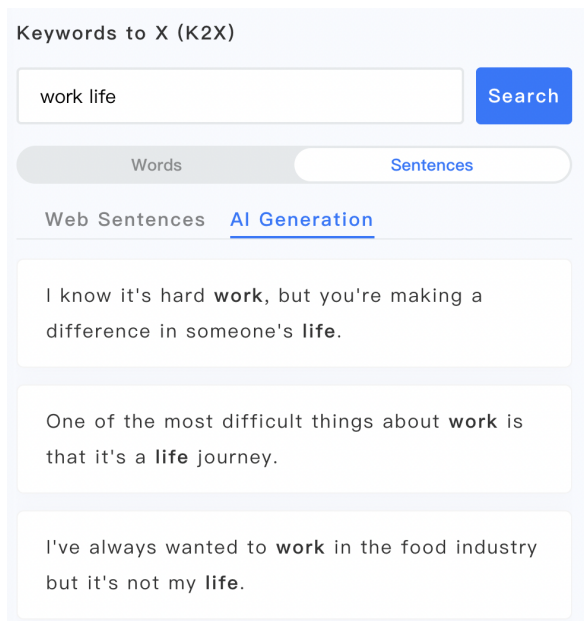 Keywords to X (K2X)
work life
Search
Words
Sentences
Web Sentences
AI Generation
I know it's hard work, but you're making a
difference in someone's life.
One of the most difficult things about work is
that it's a life journey.
I've always wanted to work in the food industry
but it's not my life.